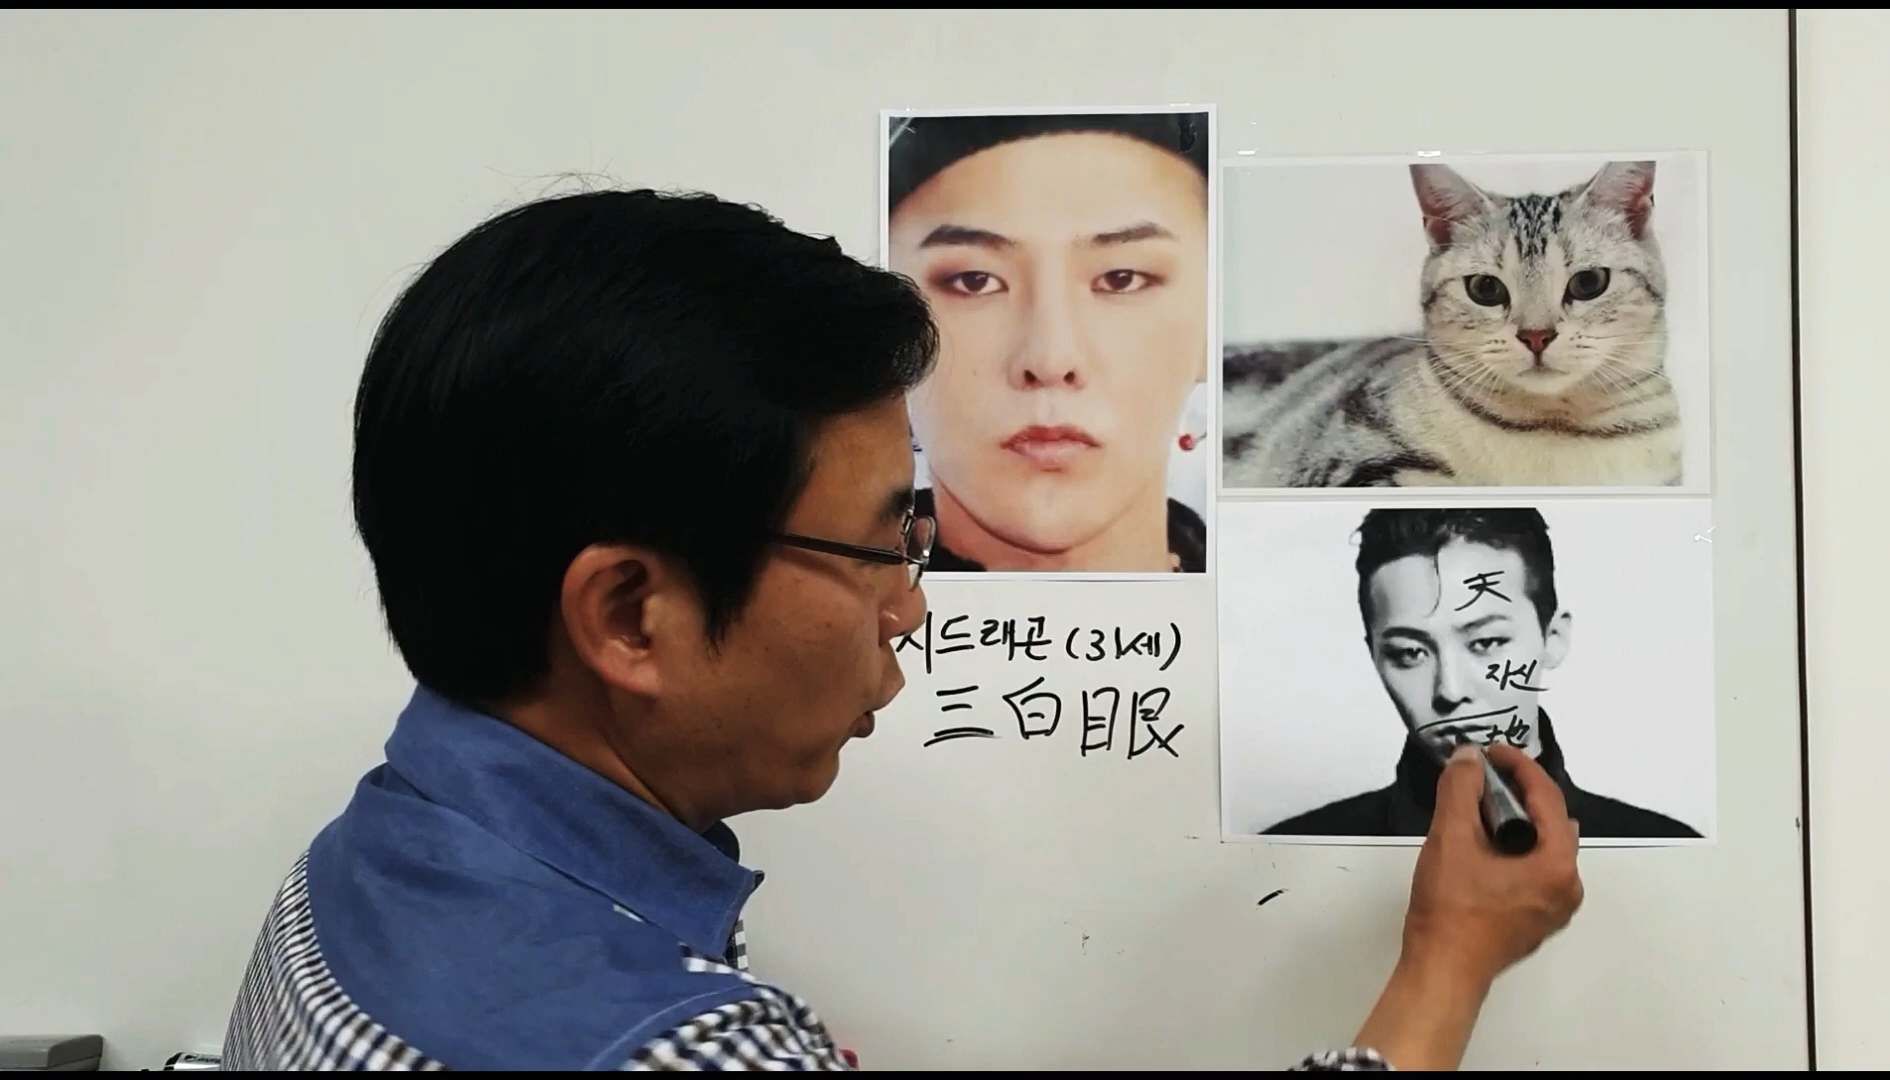 지드래곤 (31세)
三白眼
天
자신
地